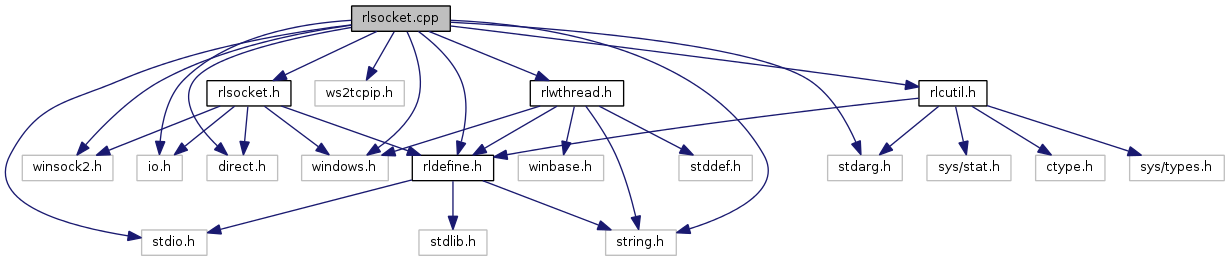 rlsocket.cpp
rlsocket.h
ws2tcpip.h
rlwthread.h
rlcutil.h
winsock2.h
io.h
direct.h
windows.h
rldefine.h
winbase.h
stddef.h
stdarg.h
sys/stat.h
ctype.h
sys/types.h
stdio.h
stdlib.h
string.h